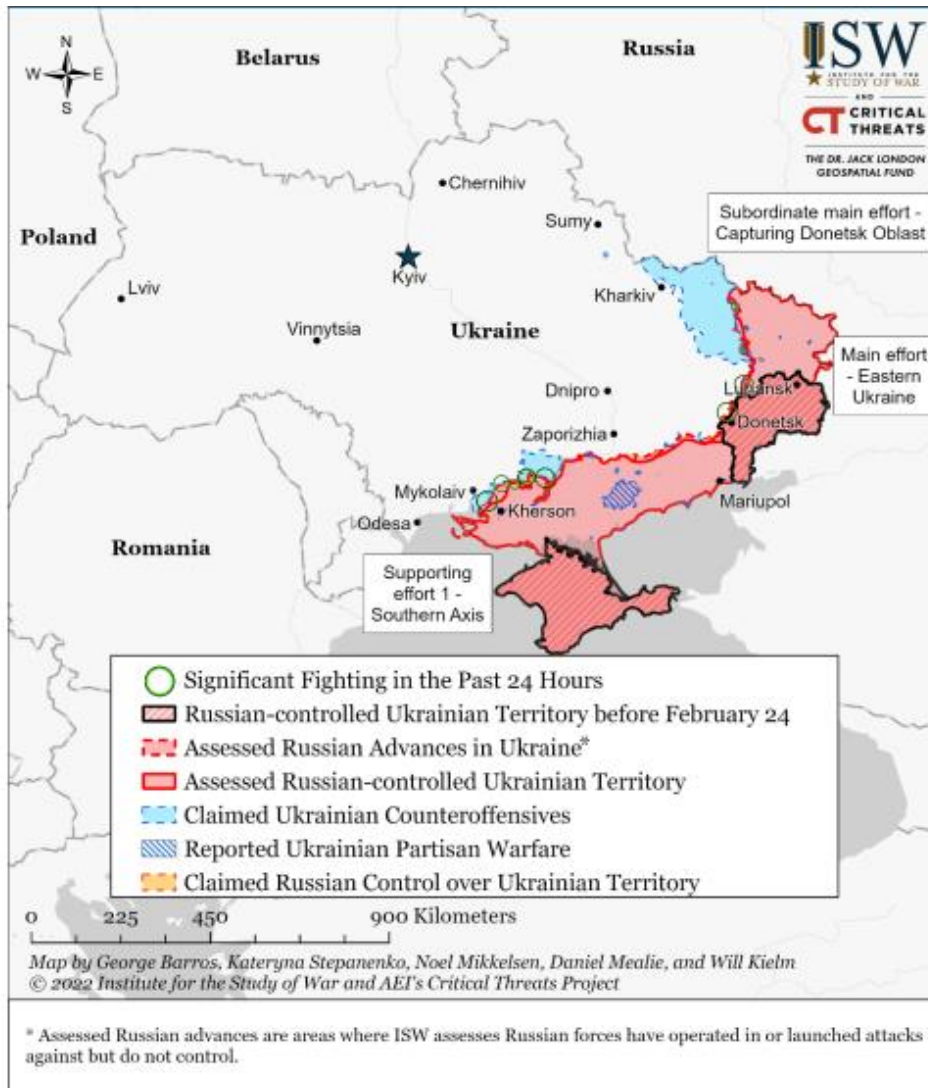 N
W E
S
Belarus
Russia
ISW
INSTITUTE FOR THE
STUDY OF WAR
AND
CT CRITICAL
THREATS
THE DR. JACK LONDON
GEOSPATIAL FUND
Chernihiv
Subordinate main effort -
Capturing Donetsk Oblast
Sumy
Poland
Kyiv
Lviv
Kharkiv
Vinnytsia
Ukraine
Main effort
- Eastern
Ukraine
Dnipro
Luhansk
Donetsk
Zaporizhia
Mykolaiv
Mariupol
Kherson
Odesa
Romania
Supporting
effort 1 -
Southern Axis
Significant Fighting in the Past 24 Hours
Russian-controlled Ukrainian Territory before February 24
Assessed Russian Advances in Ukraine*
Assessed Russian-controlled Ukrainian Territory
Claimed Ukrainian Counteroffensives
Reported Ukrainian Partisan Warfare
Claimed Russian Control over Ukrainian Territory
0 225 450 900 Kilometers
Map by George Barros, Kateryna Stepanenko, Noel Mikkelsen, Daniel Mealie, and Will Kielm
© 2022 Institute for the Study of War and AEI's Critical Threats Project
* Assessed Russian advances are areas where ISW assesses Russian forces have operated in or launched attacks
against but do not control.